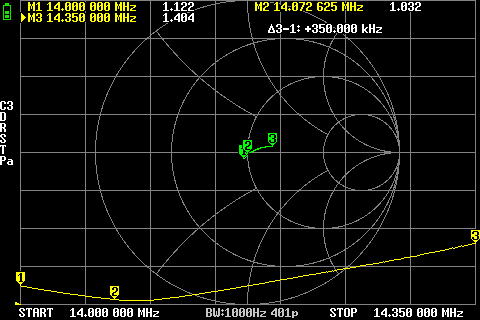 M1 14.000 000 MHz 1.122 M2 14.072 625 MHz 1.032
M3 14.350 000 MHz 1.404
Δ3-1: +350.000 kHz
C3
D
R
S
T
Pa
2
3
1
2
3
START 14.000 000 MHz BW:1000Hz 401p STOP 14.350 000 MHz